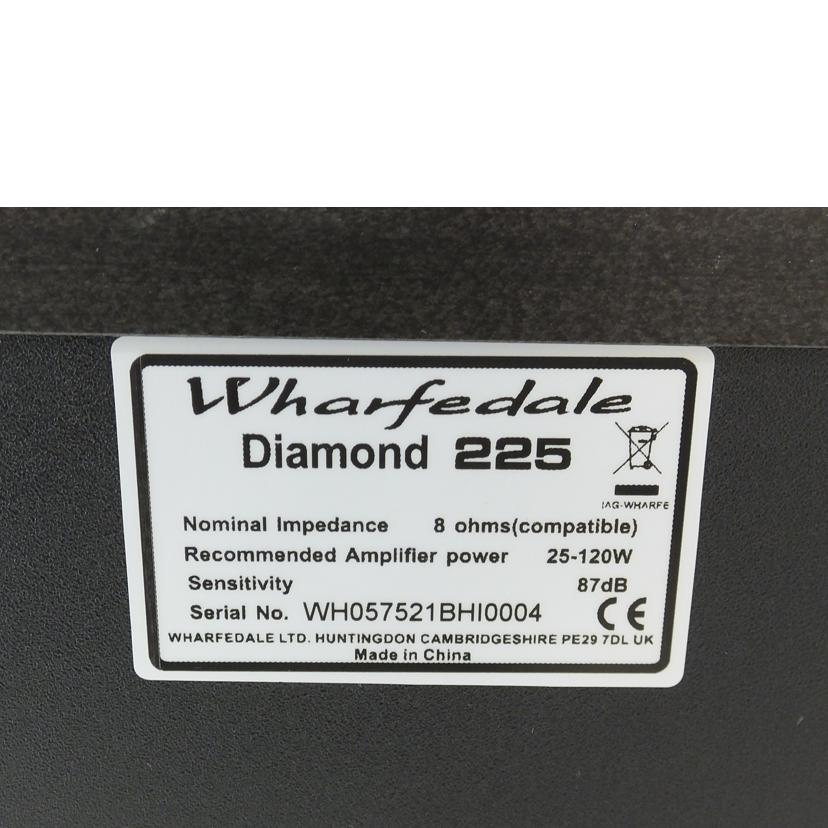 Wharfedale
Diamond 225
IAG-WHARFE
Nominal Impedance 8 ohms(compatible)
Recommended Amplifier power 25-120W
Sensitivity 87dB
Serial No. WH057521BHI0004 CE
WHARFEDALE LTD. HUNTINGDON CAMBRIDGESHIRE PE29 7DL UK
Made in China